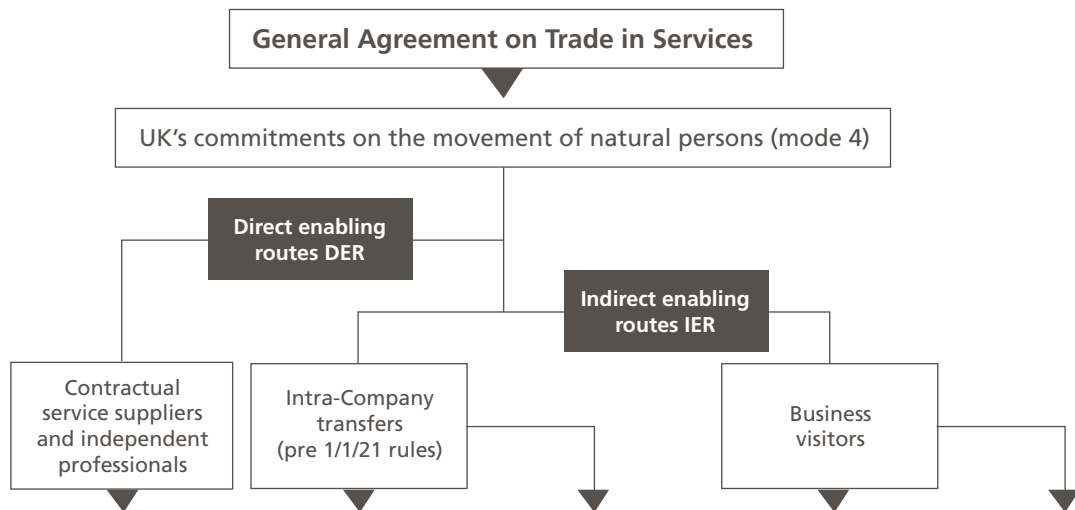 General Agreement on Trade in Services
UK's commitments on the movement of natural persons (mode 4)
Direct enabling
routes DER
Indirect enabling
routes IER
Contractual
service suppliers
and independent
professionals
Intra-Company
transfers
(pre 1/1/21 rules)
Business
visitors